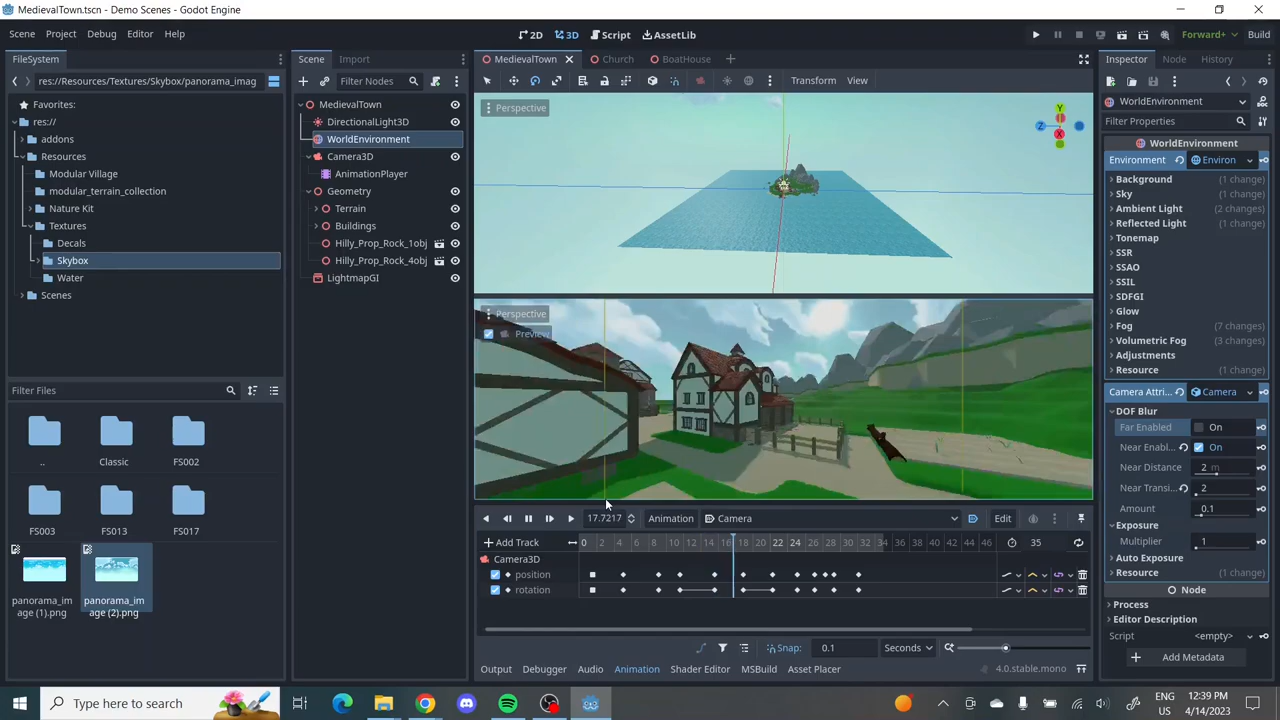 MedievalTown.tscn - Demo Scenes - Godot Engine
Scene Project Debug Editor Help
2D 3D Script AssetLib
Forward+ Build
FileSystem
res://Resources/Textures/Skybox/panorama_imag
Favorites:
res://
addons
Resources
Modular Village
modular_terrain_collection
Nature Kit
Textures
Decals
Skybox
Water
Scenes
Filter Files
..
Classic
FS002
FS003
FS013
FS017
panorama_im
age (1).png
panorama_im
age (2).png
Scene Import
Filter Nodes
MedievalTown
DirectionalLight3D
WorldEnvironment
Camera3D
AnimationPlayer
Geometry
Terrain
Buildings
Hilly_Prop_Rock_1obj
Hilly_Prop_Rock_4obj
LightmapGI
MedievalTown Church BoatHouse
Transform View
Perspective
Y
Z
X
Perspective
Preview
17.7217 Animation Camera Edit
Add Track 0 2 4 6 8 10 12 14 16 18 20 22 24 26 28 30 32 34 36 38 40 42 44 46 35
Camera3D
position
rotation
Snap: 0.1 Seconds
Output Debugger Audio Animation Shader Editor MSBuild Asset Placer 4.0.stable.mono
Inspector Node History
WorldEnvironment
Filter Properties
WorldEnvironment
Environment Environ
Background (1 change)
Sky (1 change)
Ambient Light (2 changes)
Reflected Light (1 change)
Tonemap
SSR
SSAO
SSIL
SDFGI
Glow
Fog (7 changes)
Volumetric Fog (3 changes)
Adjustments
Resource (1 change)
Camera Attri... Camera
DOF Blur
Far Enabled On
Near Enabl... On
Near Distance 2 m
Near Transi... 2
Amount 0.1
Exposure
Multiplier 1
Auto Exposure
Resource (1 change)
Node
Process
Editor Description
Script <empty>
Add Metadata
Type here to search
ENG
CA
12:39 PM
4/14/2023